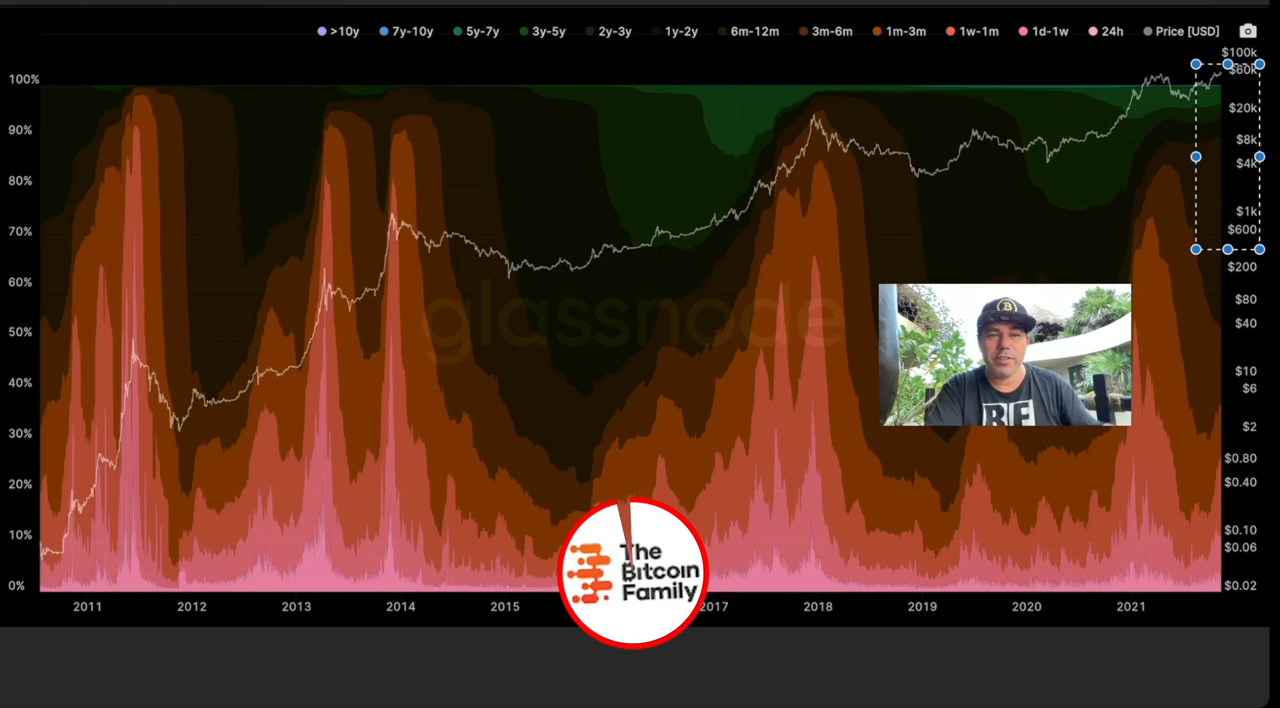 >10y 7y-10y 5y-7y 3y-5y 2y-3y 1y-2y 6m-12m 3m-6m 1m-3m 1w-1m 1d-1w 24h Price [USD]
100%
90%
80%
70%
60%
50%
40%
30%
20%
10%
0%
$100k
$60k
$20k
$8k
$4k
$1k
$600
$200
$80
$40
$10
$6
$2
$0.80
$0.40
$0.10
$0.06
$0.02
glassnode
B
BF
The
Bitcoin
Family
2011 2012 2013 2014 2015 2017 2018 2019 2020 2021